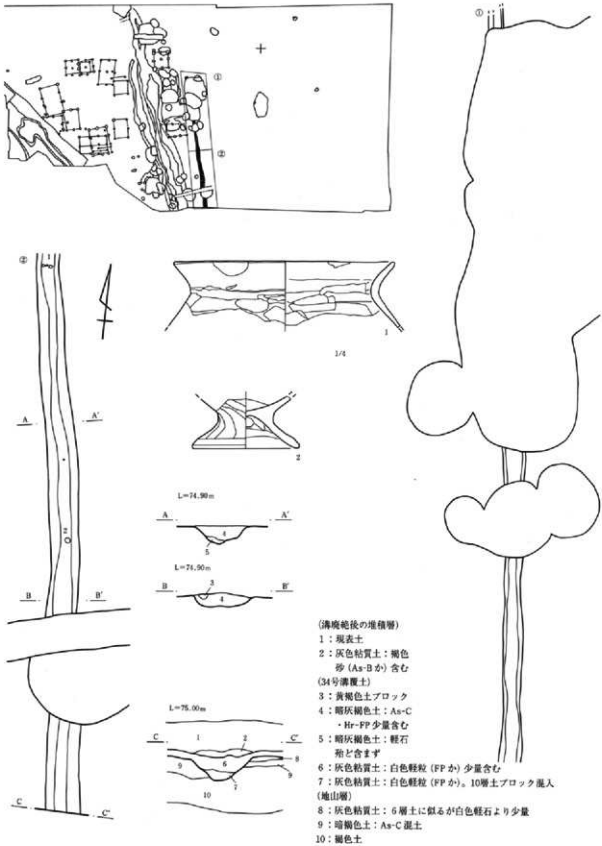 ①
①
②
②
1
1
1/4
A A′
2
2
L=74.90m
A A′
4
5
L=74.90m
B B′
3
4
B B′
L=75.00m
C C′
1 2
9 6 8
9
10 7
C C′
(溝廃絶後の堆積層)
1:現表土
2:灰色粘質土:褐色
砂(As-Bか)含む
(34号溝覆土)
3:黄褐色土ブロック
4:暗灰褐色土:As-C
・Hr-FP少量含む
5:暗灰褐色土:軽石
殆ど含まず
6:灰色粘質土:白色軽粒(FPか)少量含む
7:灰色粘質土:白色軽粒(FPか)。10層土ブロック混入
(地山層)
8:灰色粘質土:6層土に似るが白色軽石より少量
9:暗褐色土:As-C混土
10:褐色土